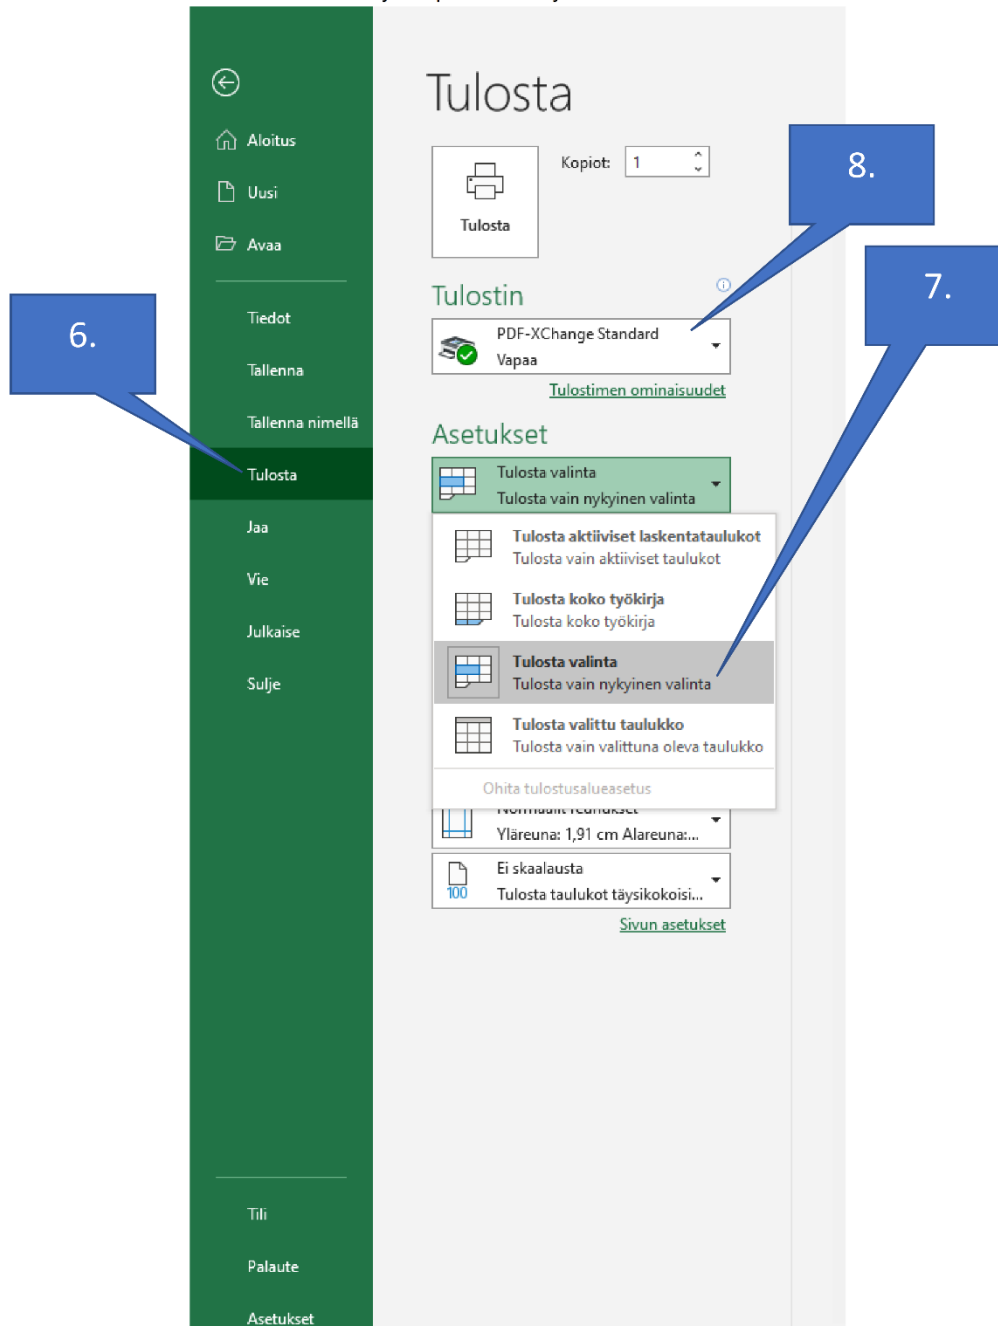 Tulosta
Aloitus
Uusi
Avaa
Tiedot
Tallenna
Tallenna nimellä
Tulosta
Jaa
Vie
Julkaise
Sulje
Tili
Palaute
Asetukset
Kopiot: 1
Tulosta
Tulostin
PDF-XChange Standard
Vapaa
Tulostimen ominaisuudet
Asetukset
Tulosta valinta
Tulosta vain nykyinen valinta
Tulosta aktiiviset laskentataulukot
Tulosta vain aktiiviset taulukot
Tulosta koko työkirja
Tulosta koko työkirja
Tulosta valinta
Tulosta vain nykyinen valinta
Tulosta valittu taulukko
Tulosta vain valittuna oleva taulukko
Ohita tulostusalueasetus
Normaalit reunukset
Yläreuna: 1,91 cm Alareuna:...
Ei skaalausta
100
Tulosta taulukot täysikokoisi...
Sivun asetukset
6.
7.
8.